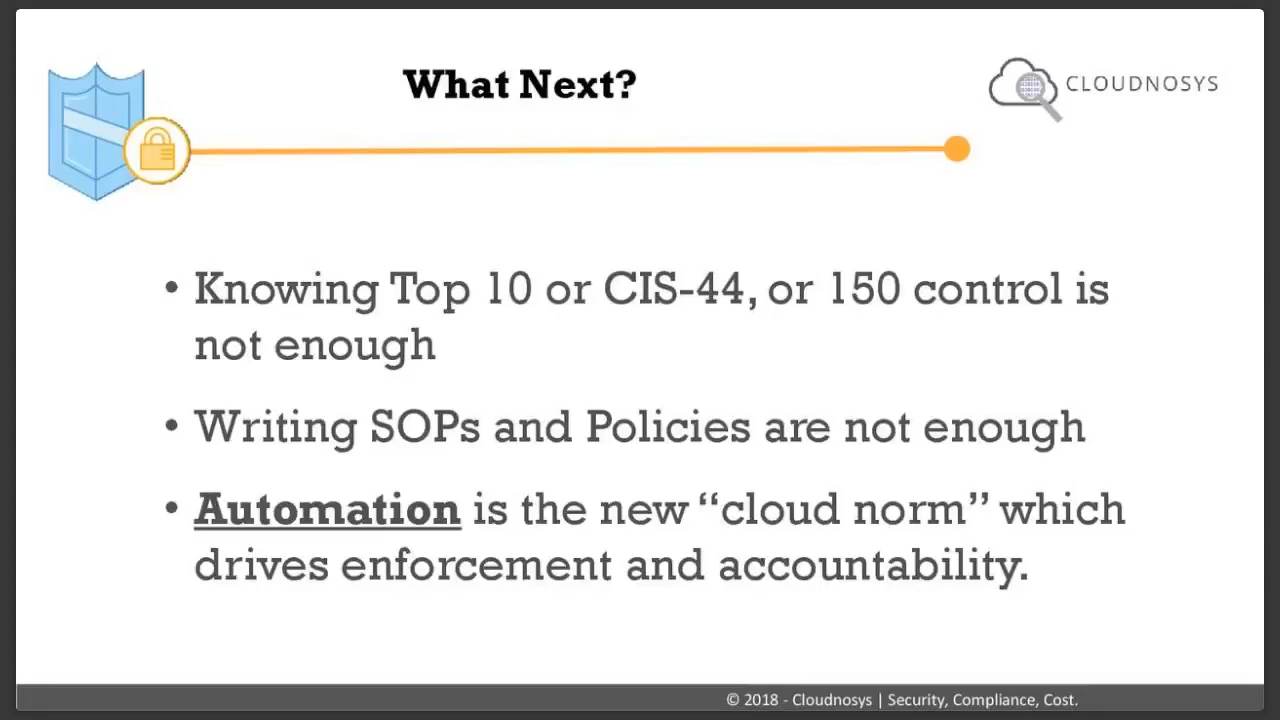 What Next?
CLOUDNOSYS
• Knowing Top 10 or CIS-44, or 150 control is
not enough
• Writing SOPs and Policies are not enough
• Automation is the new “cloud norm” which
drives enforcement and accountability.
© 2018 - Cloudnosys | Security, Compliance, Cost.